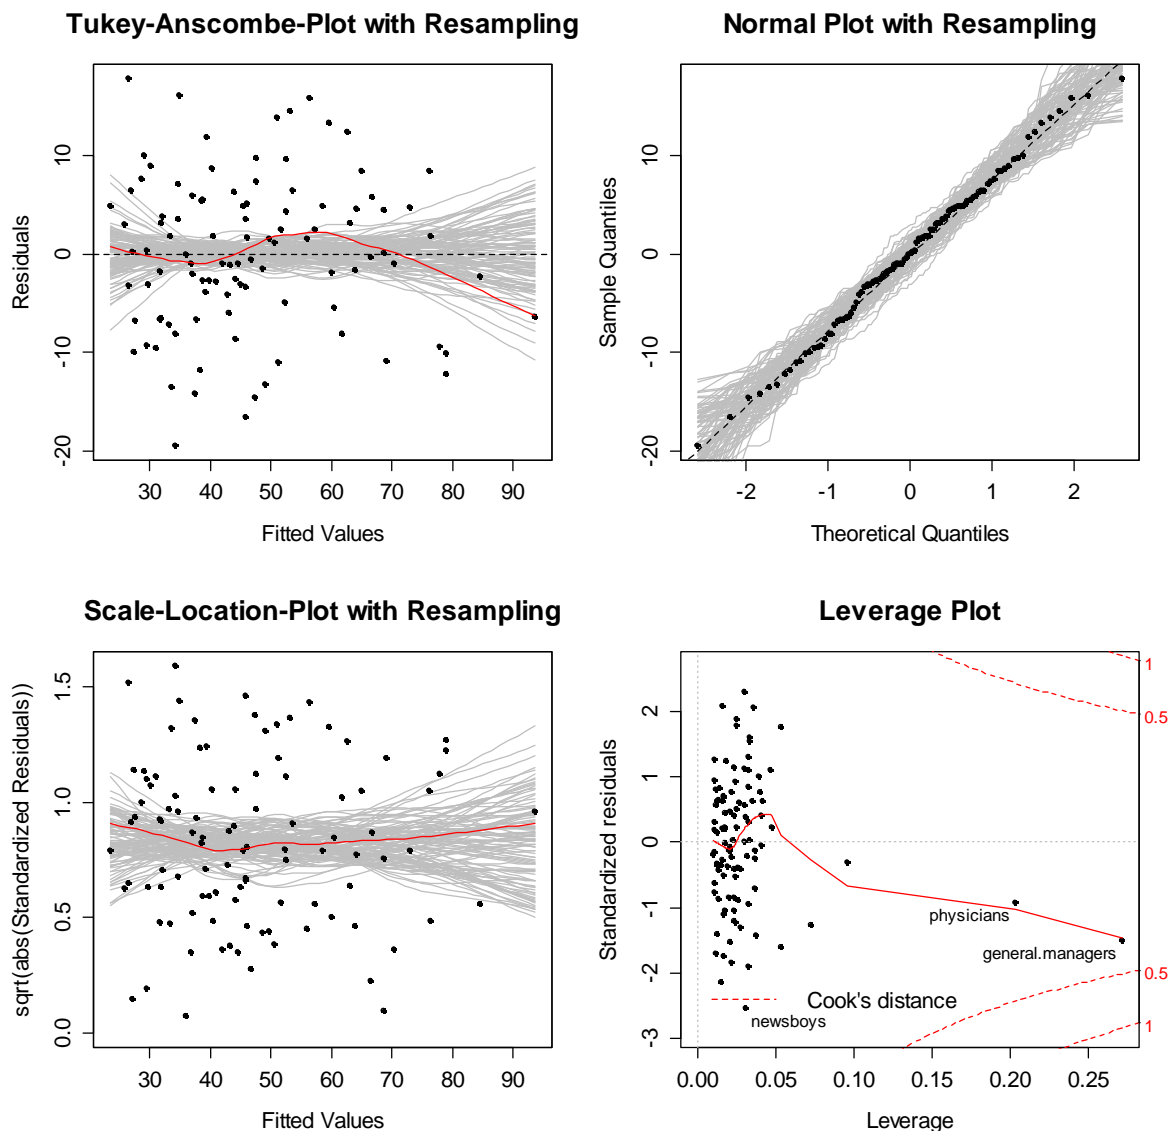 Tukey-Anscombe-Plot with Resampling
Residuals
10
0
-10
-20
30 40 50 60 70 80 90
Fitted Values
Normal Plot with Resampling
Sample Quantiles
10
0
-10
-20
-2 -1 0 1 2
Theoretical Quantiles
Scale-Location-Plot with Resampling
sqrt(abs(Standardized Residuals))
1.5
1.0
0.5
0.0
30 40 50 60 70 80 90
Fitted Values
Leverage Plot
Standardized residuals
2
1
0
-1
-2
-3
1
0.5
physicians
general.managers
0.5
Cook's distance
newsboys
1
0.00 0.05 0.10 0.15 0.20 0.25
Leverage